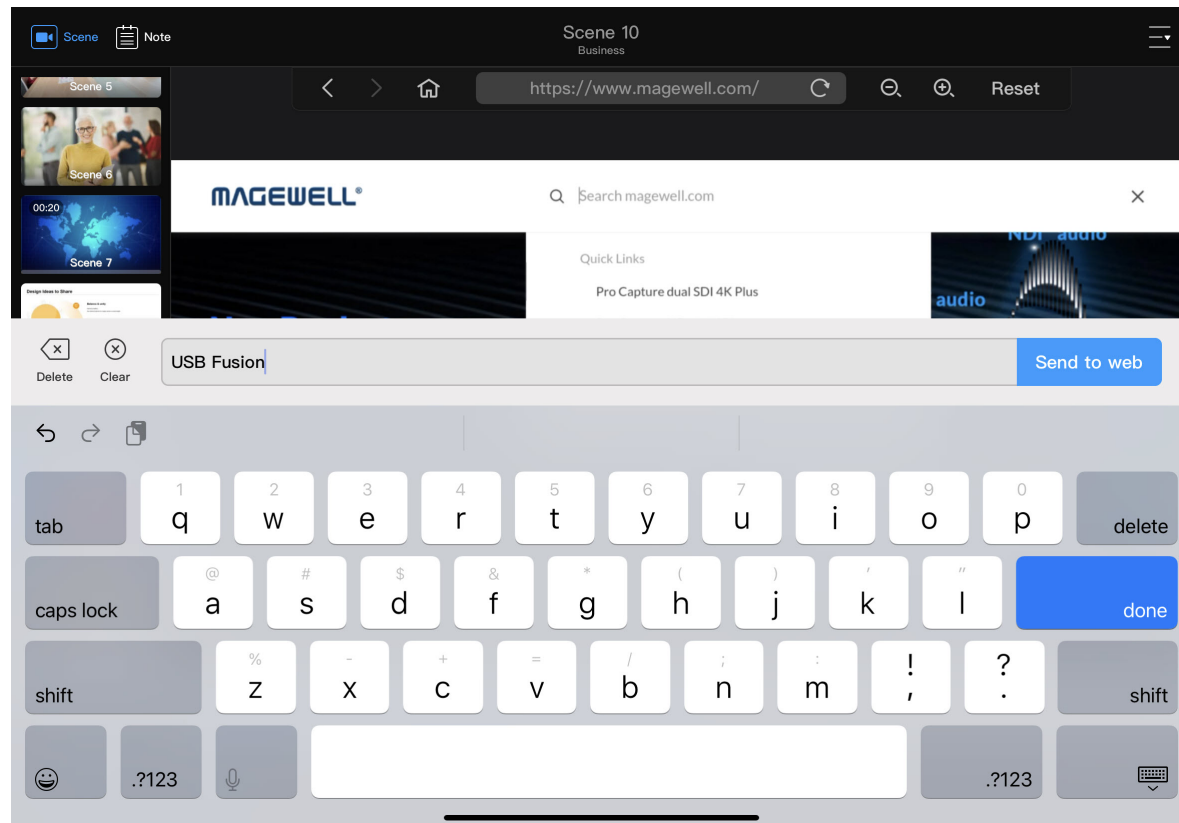 Scene Note Scene 10
Business
Scene 5
https://www.magewell.com/ Reset
Scene 6
MAGEWELL® Search magewell.com
00:20
Scene 7
Quick Links
Pro Capture dual SDI 4K Plus
NDI audio
audio
Design Ideas to Share
Delete Clear USB Fusion Send to web
1 2 3 4 5 6 7 8 9 0
tab q w e r t y u i o p delete
@ # $ & * ( ) ' "
caps lock a s d f g h j k l done
% - + = / ; : ! ?
shift z x c v b n m , . shift
.?123 .?123